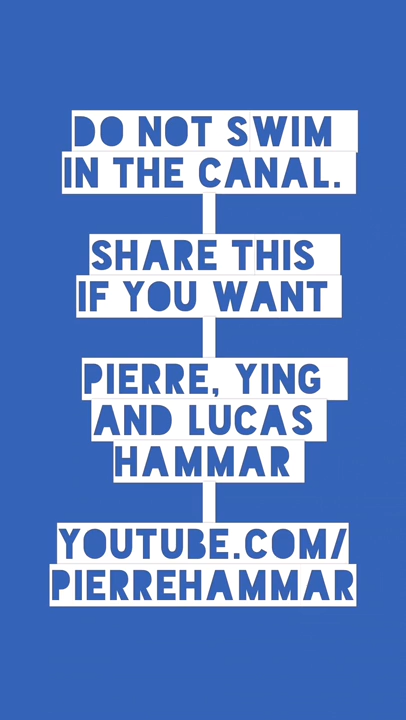 DO NOT SWIM
IN THE CANAL.
SHARE THIS
IF YOU WANT
PIERRE, YING
AND LUCAS
HAMMAR
YOUTUBE.COM/
PIERREHAMMAR